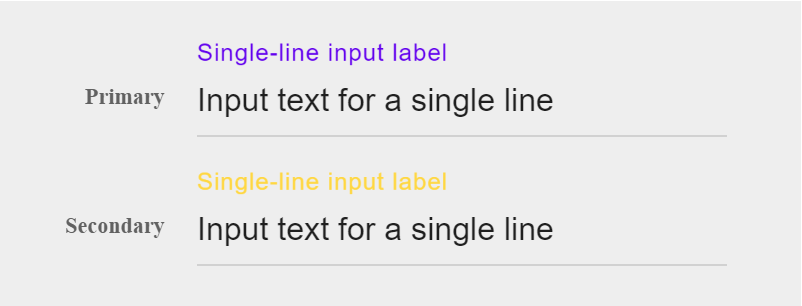 Single-line input label
Primary
Input text for a single line
Single-line input label
Secondary
Input text for a single line